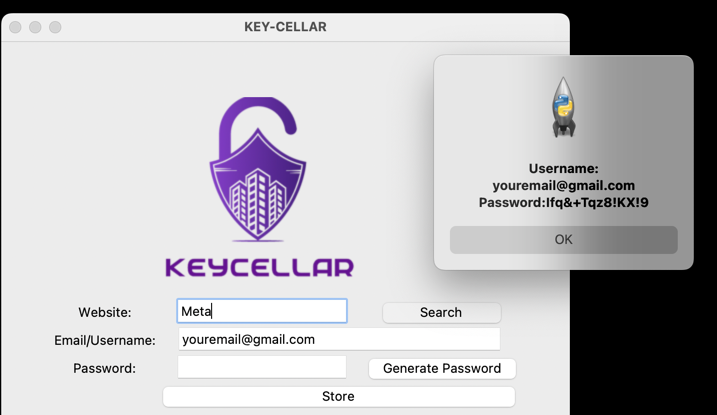 KEY-CELLAR
KEYCELLAR
Username:
youremail@gmail.com
Password:Ifq&+Tqz8!KX!9
OK
Website:
Meta
Search
Email/Username:
youremail@gmail.com
Password:
Generate Password
Store